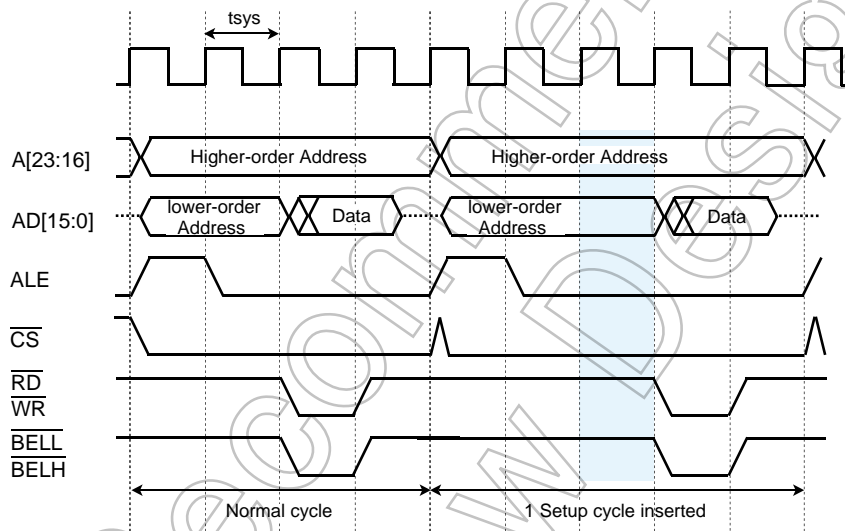 tsys
A[23:16]
Higher-order Address
Higher-order Address
AD[15:0]
lower-order
Address
Data
lower-order
Address
Data
ALE
CS
RD
WR
BELL
BELH
Normal cycle
1 Setup cycle inserted